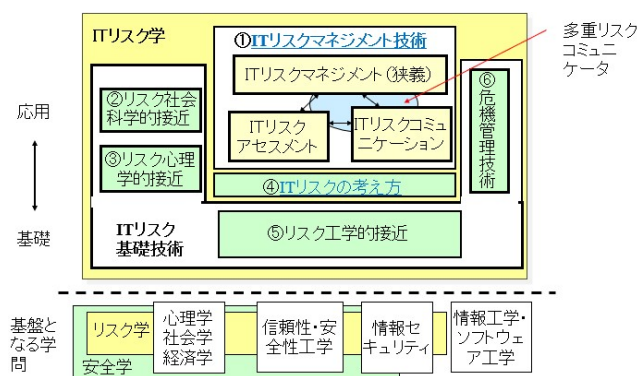 ITリスク学
①ITリスクマネジメント技術
多重リスク
コミュニ
ケータ
ITリスクマネジメント(狭義)
ITリスク
アセスメント
ITリスクコミュ
ニケーション
⑥危機管理技術
②リスク社会
科学的接近
③リスク心理
学的接近
④ITリスクの考え方
応用
基礎
ITリスク
基礎技術
⑤リスク工学的接近
基盤と
なる学
問
リスク学
安全学
心理学
社会学
経済学
信頼性・安
全性工学
情報セ
キュリティ
情報工学・
ソフトウェ
ア工学